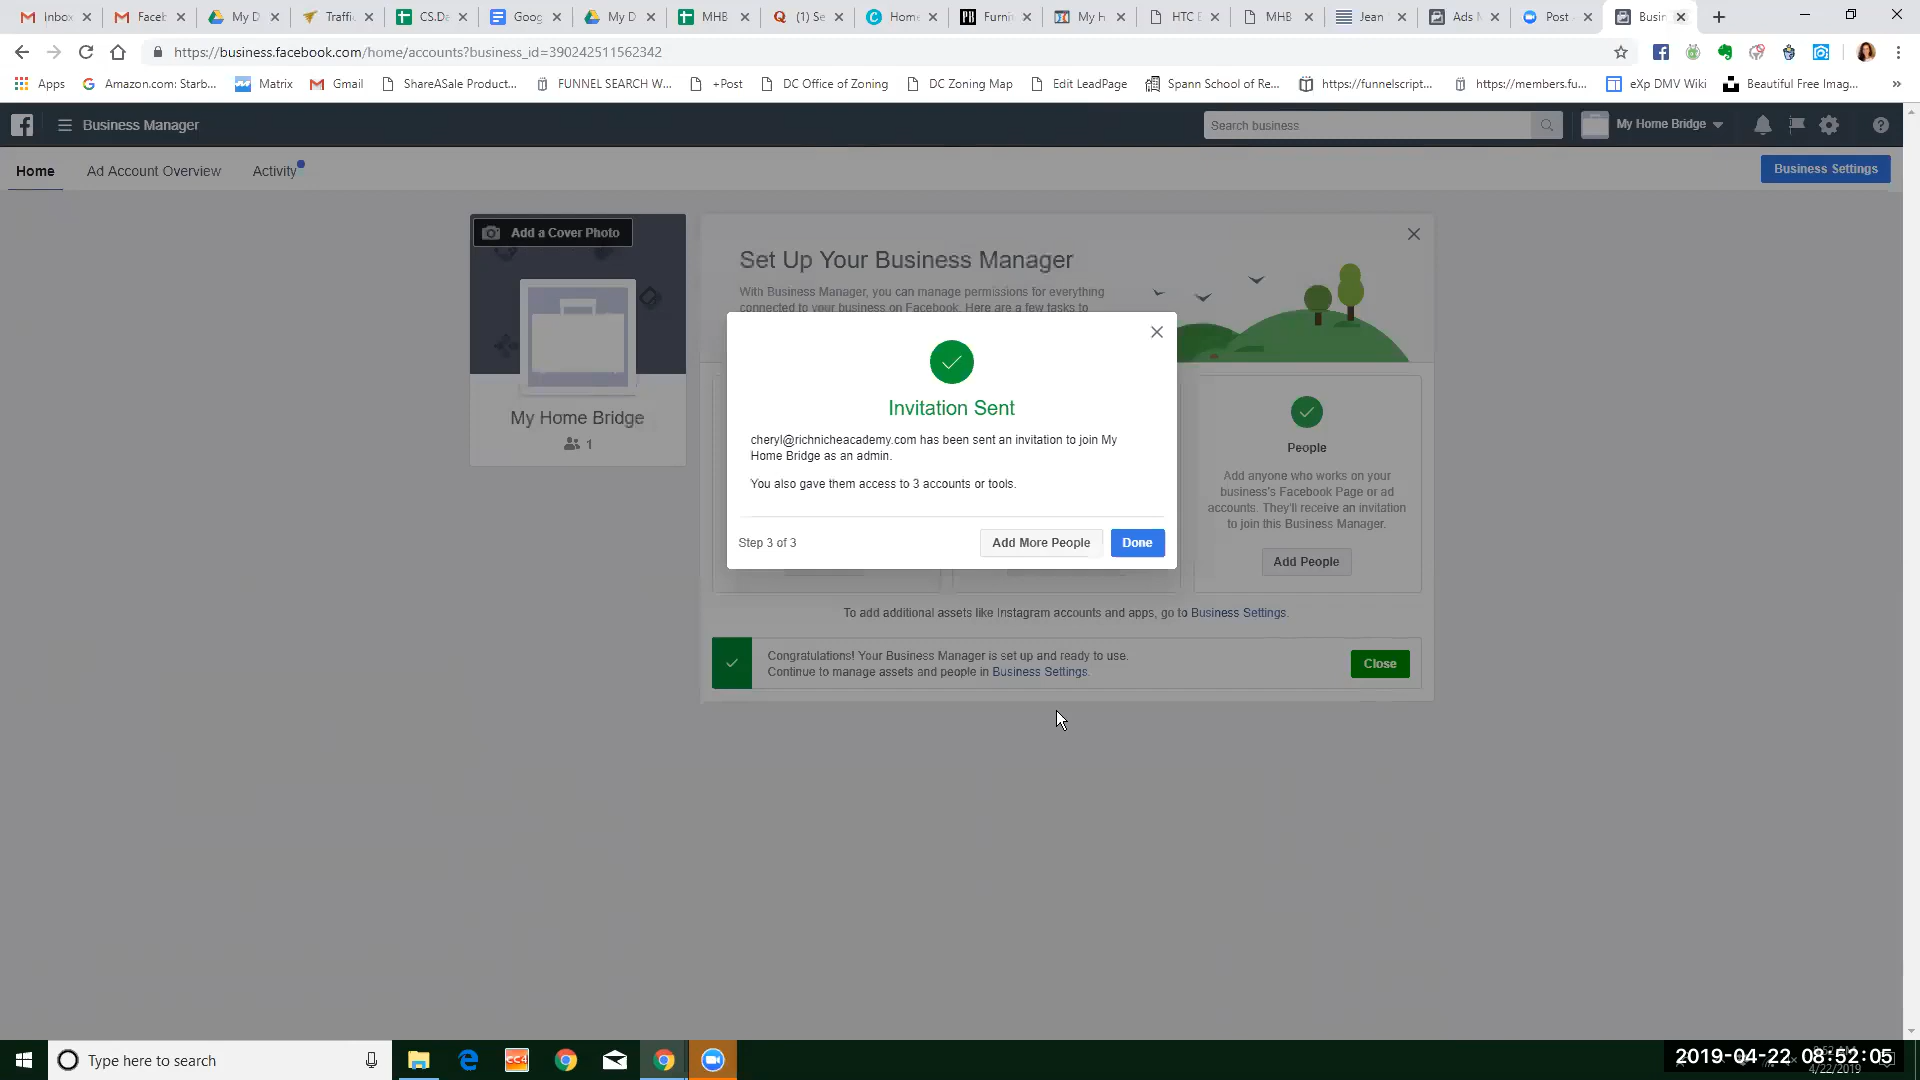 Inbox
Faceb
My D
Traffi
CS.De
Goog
My D
MHB
(1) Se
Home
Furni
My H
HTC E
MHB
Jean
Ads M
Post
Busin
https://business.facebook.com/home/accounts?business_id=390242511562342
Apps
Amazon.com: Starb...
Matrix
Gmail
ShareASale Product...
FUNNEL SEARCH W...
+Post
DC Office of Zoning
DC Zoning Map
Edit LeadPage
Spann School of Re...
https://funnelscript...
https://members.fu...
eXp DMV Wiki
Beautiful Free Imag...
Business Manager
Search business
My Home Bridge
Home
Ad Account Overview
Activity
Business Settings
Add a Cover Photo
My Home Bridge
1
Set Up Your Business Manager
With Business Manager, you can manage permissions for everything
connected to your business on Facebook. Here are a few tasks to
Invitation Sent
cheryl@richnicheacademy.com has been sent an invitation to join My
Home Bridge as an admin.
You also gave them access to 3 accounts or tools.
Step 3 of 3
Add More People
Done
People
Add anyone who works on your
business's Facebook Page or ad
accounts. They'll receive an invitation
to join this Business Manager.
Add People
To add additional assets like Instagram accounts and apps, go to Business Settings.
Congratulations! Your Business Manager is set up and ready to use.
Continue to manage assets and people in Business Settings.
Close
Type here to search
CC4
2019-04-22 08:52:05
4/22/2019